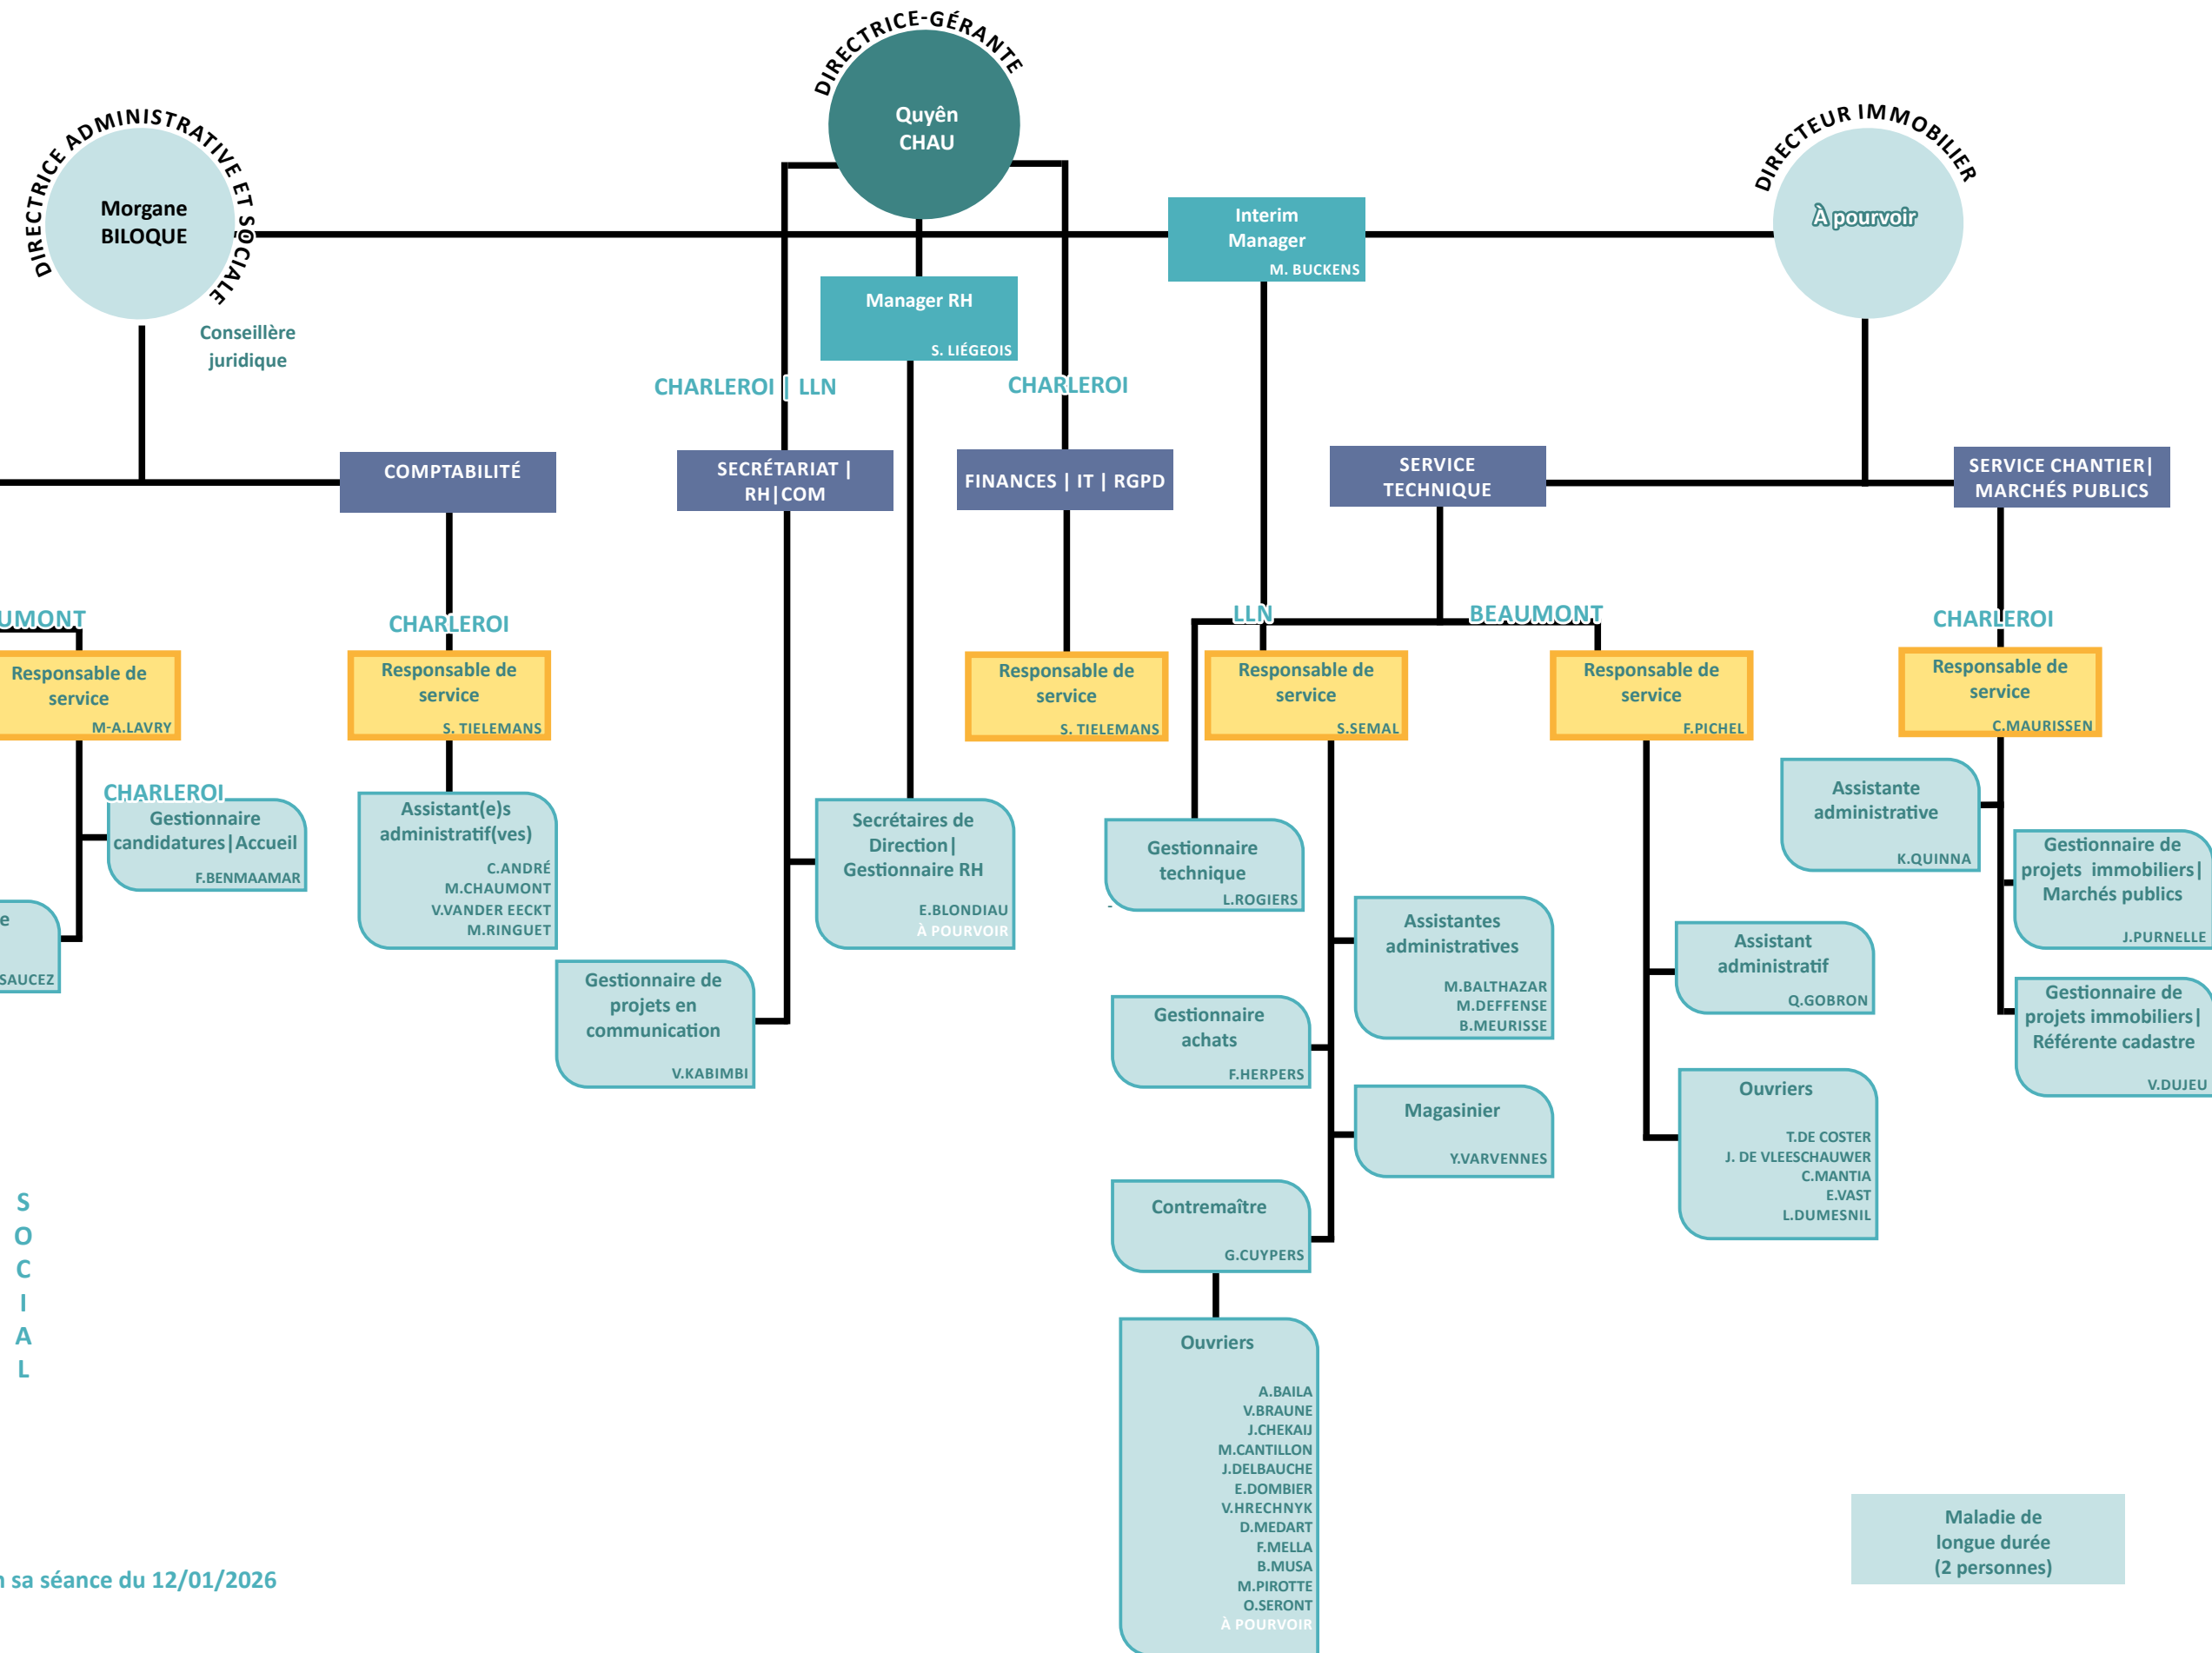 DIRECTRICE-GÉRANTE
Quyên
CHAU
DIRECTRICE ADMINISTRATIVE ET SOCIALE
Morgane
BILOQUE
Conseillère
juridique
DIRECTEUR IMMOBILIER
À pourvoir
Interim
Manager
M. BUCKENS
Manager RH
S. LIÉGEOIS
CHARLEROI | LLN
CHARLEROI
COMPTABILITÉ
SECRÉTARIAT |
RH|COM
FINANCES | IT | RGPD
SERVICE
TECHNIQUE
SERVICE CHANTIER|
MARCHÉS PUBLICS
UMONT
CHARLEROI
LLN
BEAUMONT
CHARLEROI
Responsable de
service
M-A.LAVRY
Responsable de
service
S. TIELEMANS
Responsable de
service
S. TIELEMANS
Responsable de
service
S.SEMAL
Responsable de
service
F.PICHEL
Responsable de
service
C.MAURISSEN
CHARLEROI
Gestionnaire
candidatures|Accueil
F.BENMAAMAR
e
SAUCEZ
Assistant(e)s
administratif(ves)
C.ANDRÉ
M.CHAUMONT
V.VANDER EECKT
M.RINGUET
Gestionnaire de
projets en
communication
V.KABIMBI
Secrétaires de
Direction|
Gestionnaire RH
E.BLONDIAU
À POURVOIR
Gestionnaire
technique
L.ROGIERS
-
Assistantes
administratives
M.BALTHAZAR
M.DEFFENSE
B.MEURISSE
Gestionnaire
achats
F.HERPERS
Magasinier
Y.VARVENNES
Contremaître
G.CUYPERS
Ouvriers
A.BAILA
V.BRAUNE
J.CHEKAIJ
M.CANTILLON
J.DELBAUCHE
E.DOMBIER
V.HRECHNYK
D.MEDART
F.MELLA
B.MUSA
M.PIROTTE
O.SERONT
À POURVOIR
Assistant
administratif
Q.GOBRON
Ouvriers
T.DE COSTER
J. DE VLEESCHAUWER
C.MANTIA
E.VAST
L.DUMESNIL
Assistante
administrative
K.QUINNA
Gestionnaire de
projets immobiliers|
Marchés publics
J.PURNELLE
Gestionnaire de
projets immobiliers|
Référente cadastre
V.DUJEU
S
O
C
I
A
L
Maladie de
longue durée
(2 personnes)
n sa séance du 12/01/2026